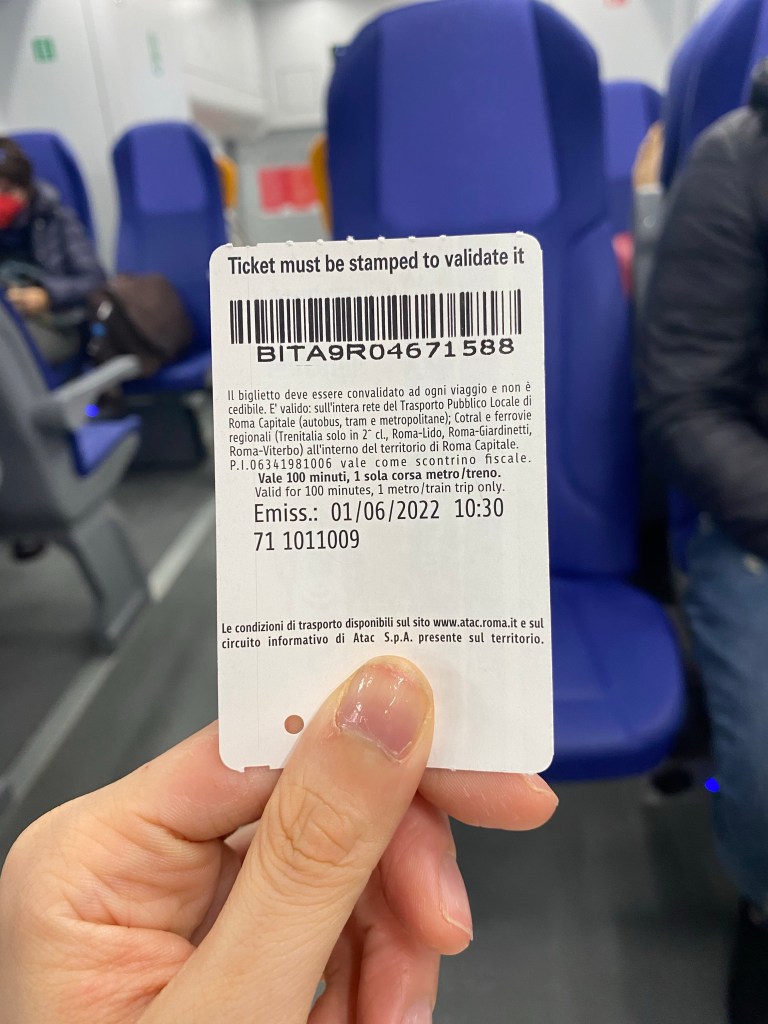 Ticket must be stamped to validate it
BITA9R04671588
Il biglietto deve essere convalidato ad ogni viaggio e non è
cedibile. E' valido: sull'intera rete del Trasporto Pubblico Locale di
Roma Capitale (autobus, tram e metropolitane); Cotral e ferrovie
regionali (Trenitalia solo in 2^ cl., Roma-Lido, Roma-Giardinetti,
Roma-Viterbo) all'interno del territorio di Roma Capitale.
P.I.06341981006 vale come scontrino fiscale.
Vale 100 minuti, 1 sola corsa metro/treno.
Valid for 100 minutes, 1 metro/train trip only.
Emiss.: 01/06/2022 10:30
71 1011009
Le condizioni di trasporto disponibili sul sito www.atac.roma.it e sul
circuito informativo di Atac S.p.A. presente sul territorio.